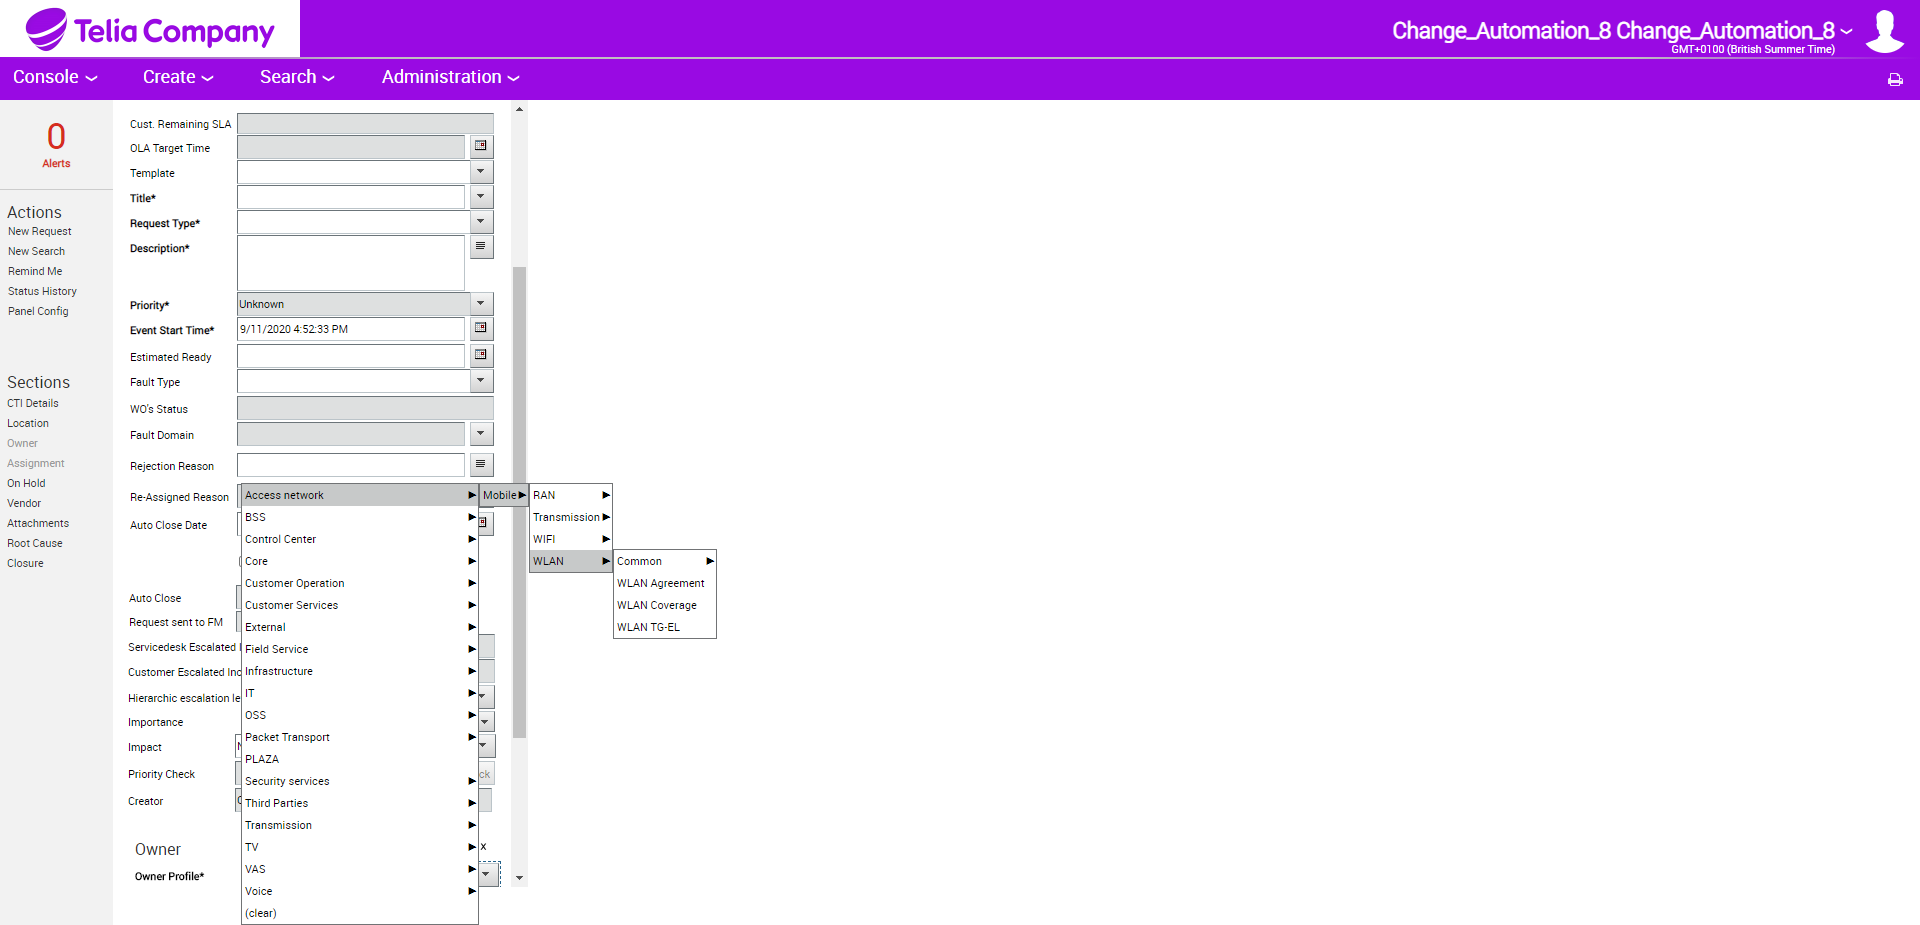 Telia Company
Change_Automation_8 Change_Automation_8
GMT+0100 (British Summer Time)
Console
Create
Search
Administration
0
Alerts
Actions
New Request
New Search
Remind Me
Status History
Panel Config
Sections
CTI Details
Location
Owner
Assignment
On Hold
Vendor
Attachments
Root Cause
Closure
Cust. Remaining SLA
OLA Target Time
Template
Title*
Request Type*
Description*
Priority*
Unknown
Event Start Time*
9/11/2020 4:52:33 PM
Estimated Ready
Fault Type
WO's Status
Fault Domain
Rejection Reason
Re-Assigned Reason
Auto Close Date
Auto Close
Request sent to FM
Servicedesk Escalated
Customer Escalated Inc
Hierarchic escalation le
Importance
Impact
Priority Check
ck
Creator
Owner
x
Owner Profile*
Access network
BSS
Control Center
Core
Customer Operation
Customer Services
External
Field Service
Infrastructure
IT
OSS
Packet Transport
PLAZA
Security services
Third Parties
Transmission
TV
VAS
Voice
(clear)
Mobile
RAN
Transmission
WIFI
WLAN
Common
WLAN Agreement
WLAN Coverage
WLAN TG-EL